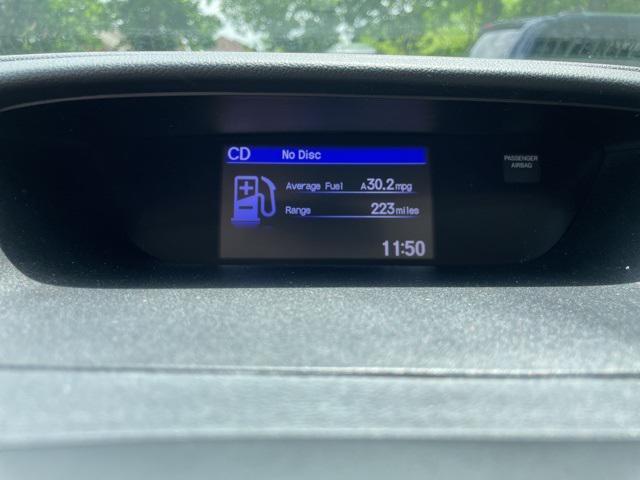 CD No Disc
Average Fuel A30.2mpg
Range 223miles
11:50
PASSENGER
AIRBAG